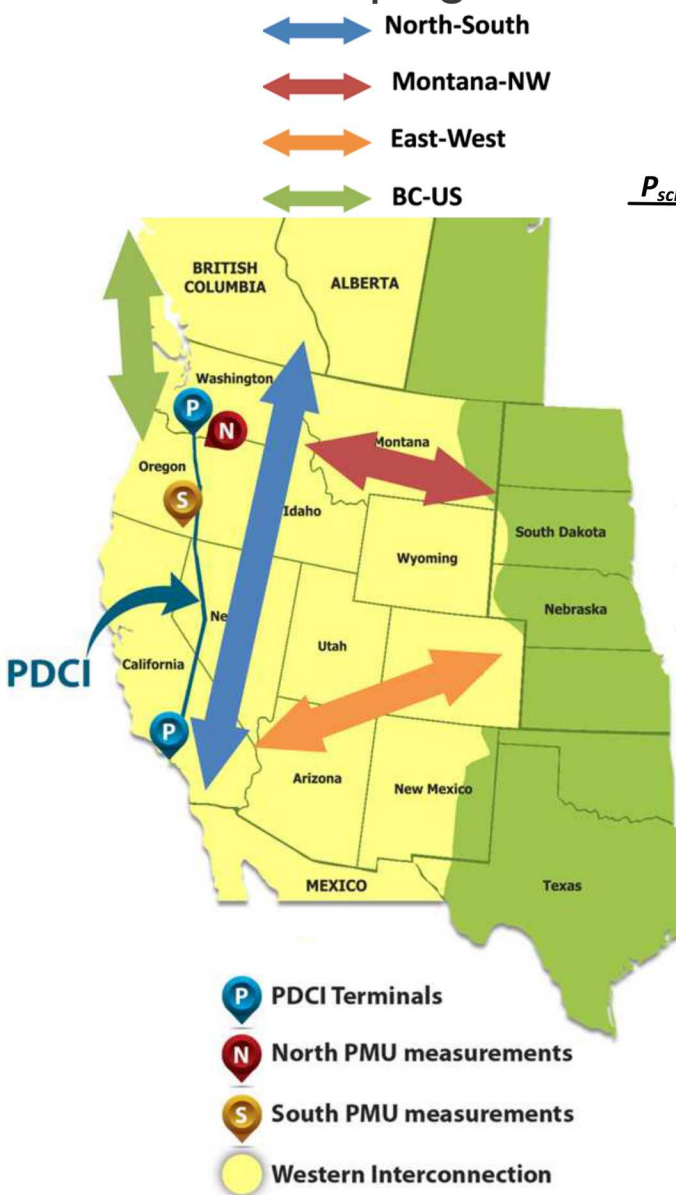 North-South
Montana-NW
East-West
BC-US
BRITISH
COLUMBIA
ALBERTA
Washington
P
N
Montana
Oregon
S
Idaho
South Dakota
Wyoming
Nebraska
Ne
Utah
PDCI
California
P
Arizona
New Mexico
MEXICO
Texas
P PDCI Terminals
N North PMU measurements
S South PMU measurements
Western Interconnection